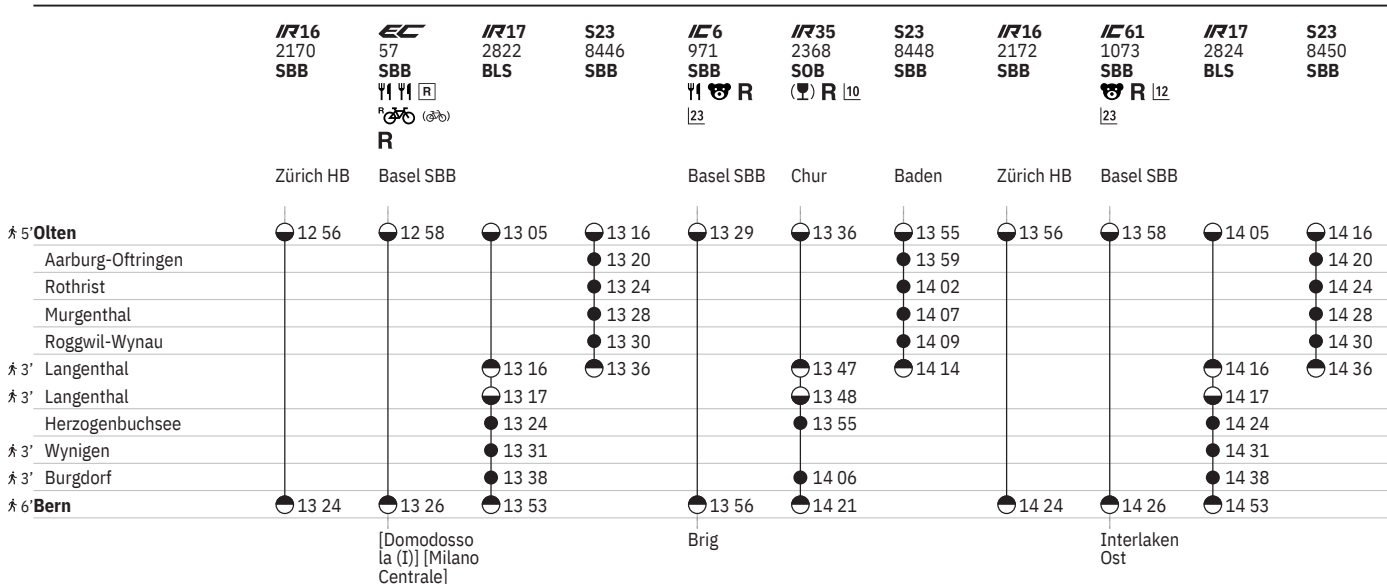 IR16 EC IR17 S23 IC6 IR35 S23 IR16 IC61 IR17 S23
2170 57 2822 8446 971 2368 8448 2172 1073 2824 8450
SBB SBB BLS SBB SBB SOB SBB SBB SBB BLS SBB
R R R 10 R 12
R 23 23
R
Zürich HB Basel SBB Basel SBB Chur Baden Zürich HB Basel SBB
5’ Olten 12 56 12 58 13 05 13 16 13 29 13 36 13 55 13 56 13 58 14 05 14 16
Aarburg-Oftringen 13 20 13 59 14 20
Rothrist 13 24 14 02 14 24
Murgenthal 13 28 14 07 14 28
Roggwil-Wynau 13 30 14 09 14 30
3’ Langenthal 13 16 13 36 13 47 14 14 14 16 14 36
3’ Langenthal 13 17 13 48 14 17
Herzogenbuchsee 13 24 13 55 14 24
3’ Wynigen 13 31 14 31
3’ Burgdorf 13 38 14 06 14 38
6’ Bern 13 24 13 26 13 53 13 56 14 21 14 24 14 26 14 53
[Domodosso Brig Interlaken
la (I)] [Milano Ost
Centrale]